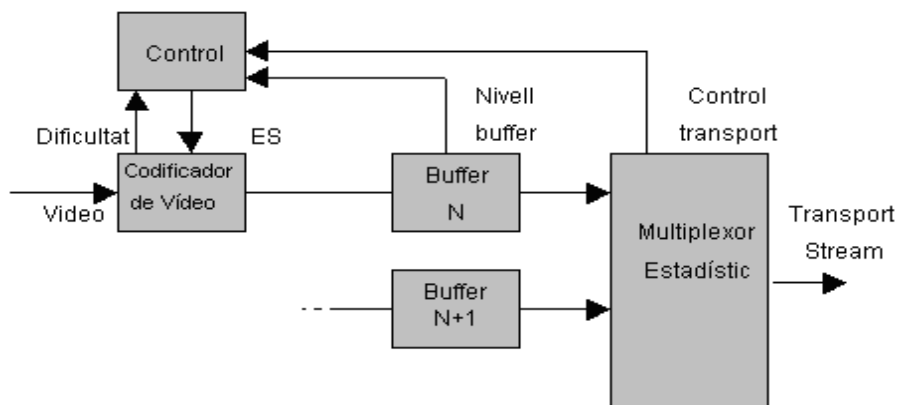 Control
Nivell
buffer
Control
transport
Dificultat
ES
Codificador
de Vídeo
Video
Buffer
N
Multiplexor
Estadístic
Transport
Stream
Buffer
N+1